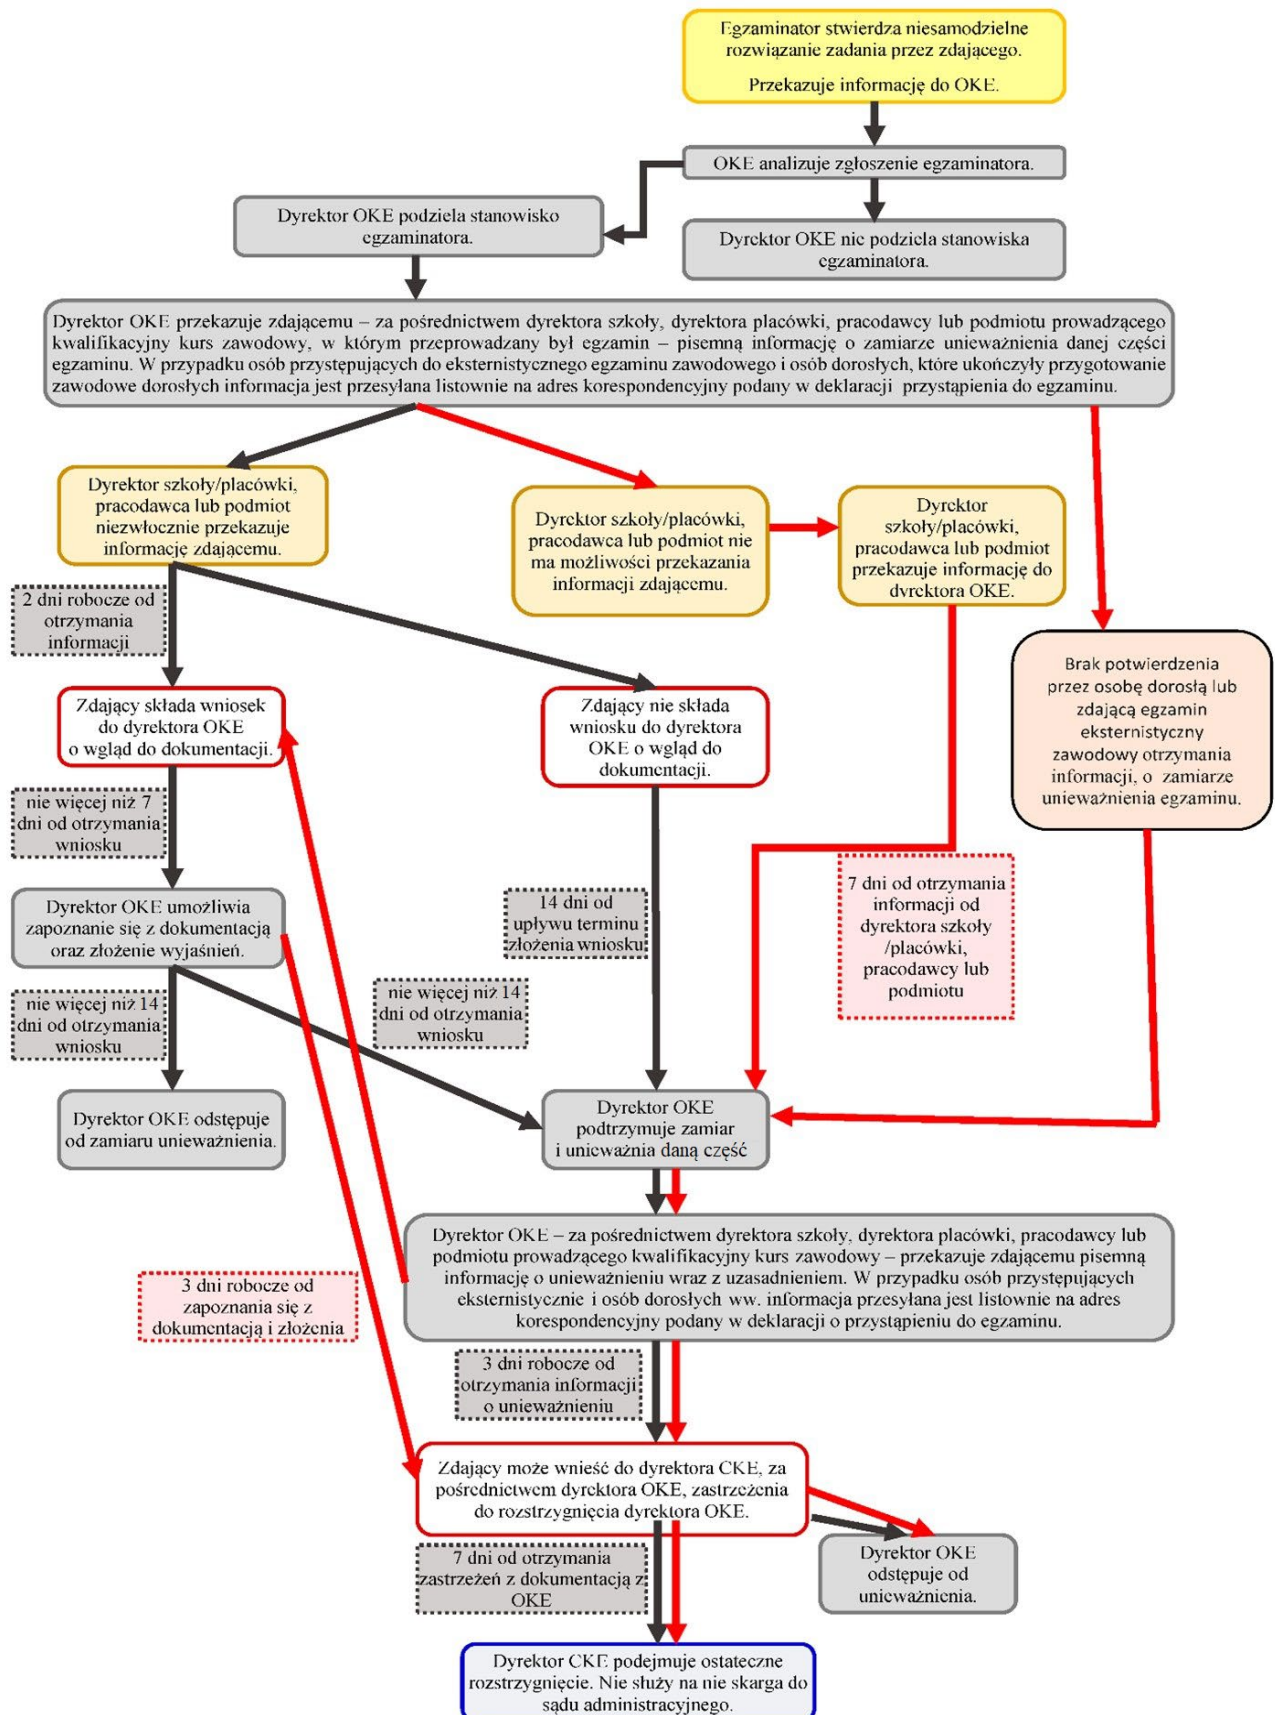 Egzaminator stwierdza niesamodzielne
rozwiązanie zadania przez zdającego.
Przekazuje informację do OKE.
OKE analizuje zgłoszenie egzaminatora.
Dyrektor OKE podziela stanowisko
egzaminatora.
Dyrektor OKE nie podziela stanowiska
egzaminatora.
Dyrektor OKE przekazuje zdającemu – za pośrednictwem dyrektora szkoły, dyrektora placówki, pracodawcy lub podmiotu prowadzącego
kwalifikacyjny kurs zawodowy, w którym przeprowadzany był egzamin – pisemną informację o zamiarze unieważnienia danej części
egzaminu. W przypadku osób przystępujących do eksternistycznego egzaminu zawodowego i osób dorosłych, które ukończyły przygotowanie
zawodowe dorosłych informacja jest przesyłana listownie na adres korespondencyjny podany w deklaracji przystąpienia do egzaminu.
Dyrektor szkoły/placówki,
pracodawca lub podmiot
niezwłocznie przekazuje
informację zdającemu.
Dyrektor szkoły/placówki,
pracodawca lub podmiot nie
ma możliwości przekazania
informacji zdającemu.
Dyrektor
szkoły/placówki,
pracodawca lub podmiot
przekazuje informację do
dyrektora OKE.
2 dni robocze od
otrzymania
informacji
Brak potwierdzenia
przez osobę dorosłą lub
zdającą egzamin
eksternistyczny
zawodowy otrzymania
informacji, o zamiarze
unieważnienia egzaminu.
Zdający składa wniosek
do dyrektora OKE
o wgląd do dokumentacji.
Zdający nie składa
wniosku do dyrektora
OKE o wgląd do
dokumentacji.
nie więcej niż 7
dni od otrzymania
wniosku
Dyrektor OKE umożliwia
zapoznanie się z dokumentacją
oraz złożenie wyjaśnień.
14 dni od
upływu terminu
złożenia wniosku
7 dni od otrzymania
informacji od
dyrektora szkoły
/placówki,
pracodawcy lub
podmiotu
nie więcej niż 14
dni od otrzymania
wniosku
nie więcej niż 14
dni od otrzymania
wniosku
Dyrektor OKE odstępuje
od zamiaru unieważnienia.
Dyrektor OKE
podtrzymuje zamiar
i unieważnia daną część
Dyrektor OKE – za pośrednictwem dyrektora szkoły, dyrektora placówki, pracodawcy lub
podmiotu prowadzącego kwalifikacyjny kurs zawodowy – przekazuje zdającemu pisemną
informację o unieważnieniu wraz z uzasadnieniem. W przypadku osób przystępujących
eksternistycznie i osób dorosłych ww. informacja przesyłana jest listownie na adres
korespondencyjny podany w deklaracji o przystąpieniu do egzaminu.
3 dni robocze od
zapoznania się z
dokumentacją i złożenia
3 dni robocze od
otrzymania informacji
o unieważnieniu
Zdający może wnieść do dyrektora CKE, za
pośrednictwem dyrektora OKE, zastrzeżenia
do rozstrzygnięcia dyrektora OKE.
7 dni od otrzymania
zastrzeżeń z dokumentacją z
OKE
Dyrektor OKE
odstępuje od
unieważnienia.
Dyrektor CKE podejmuje ostateczne
rozstrzygnięcie. Nie służy na nie skarga do
sądu administracyjnego.